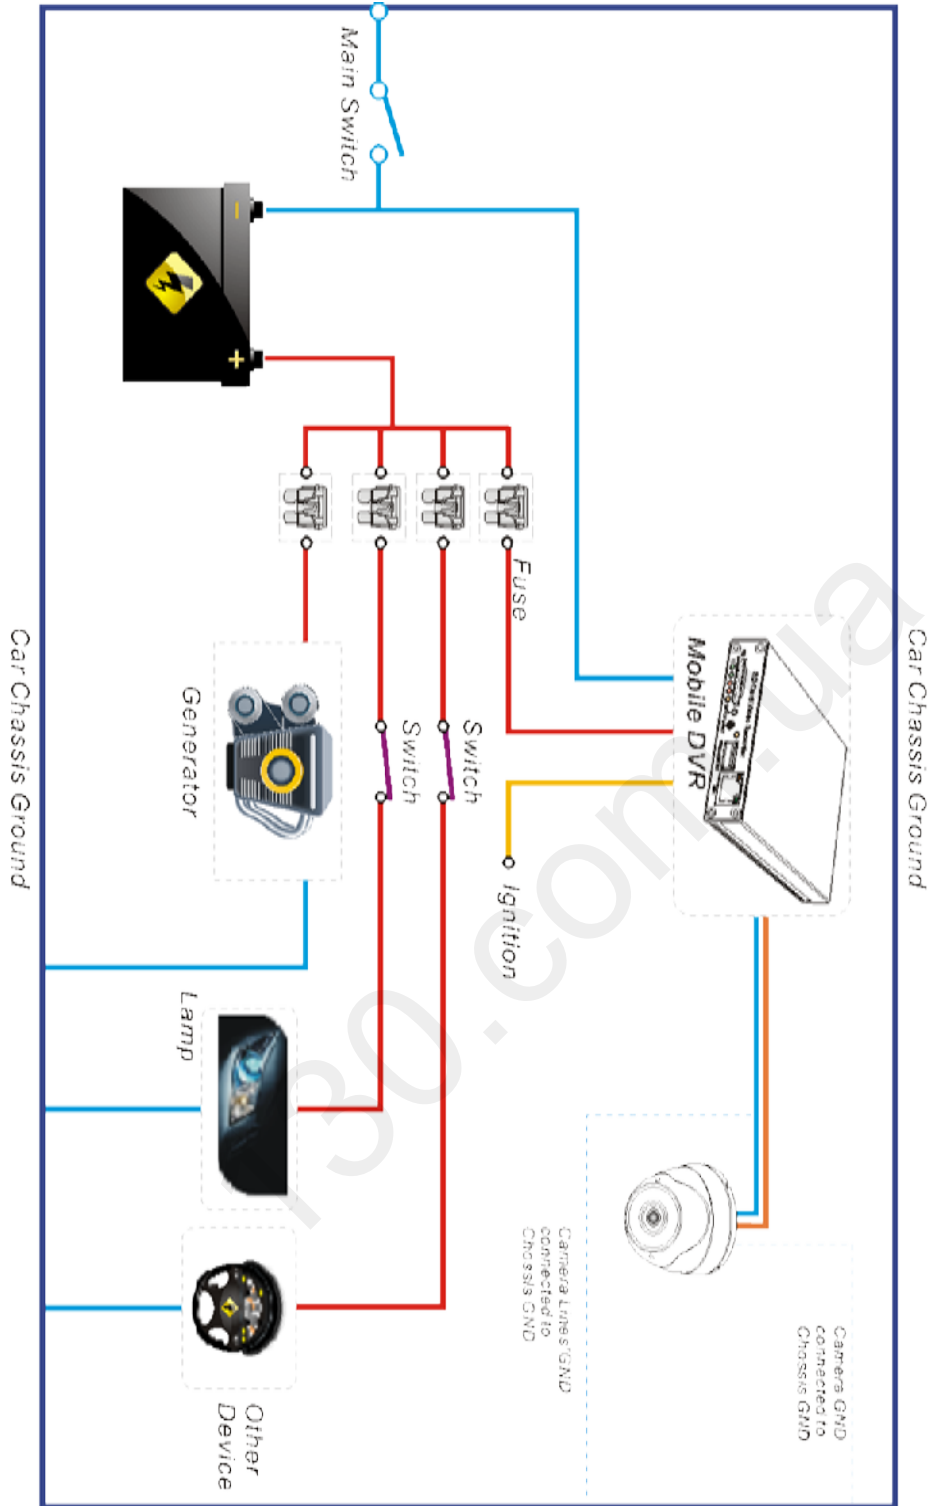 Car Chassis Ground
Main Switch
-
+
Fuse
Mobile DVR
Switch
Switch
Ignition
Generator
Lamp
Other
Device
Camera Lines'GND
connected to
Chassis GND
Camera GND
connected to
Chassis GND
Car Chassis Ground
130.com.ua